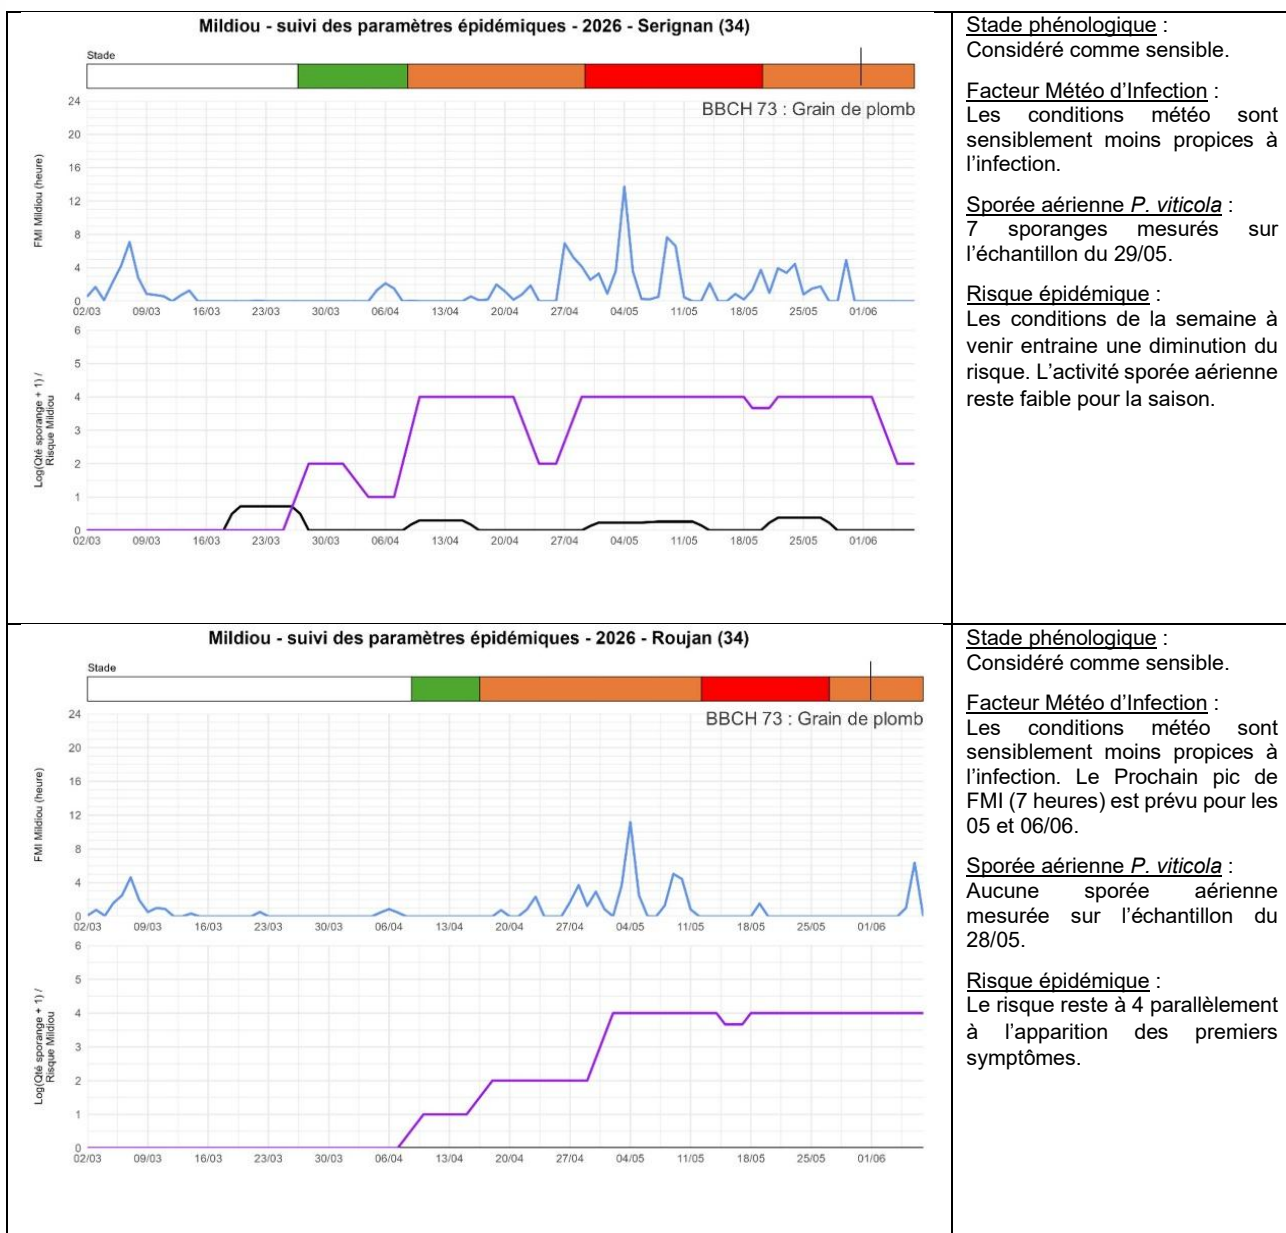 Mildiou - suivi des paramètres épidémiques - 2026 - Serignan (34)
Stade
BBCH 73 : Grain de plomb
FMI Mildiou (heure)
24
20
16
12
8
4
0
02/03 09/03 16/03 23/03 30/03 06/04 13/04 20/04 27/04 04/05 11/05 18/05 25/05 01/06
Log(Qté sporange + 1) /
Risque Mildiou
6
5
4
3
2
1
0
02/03 09/03 16/03 23/03 30/03 06/04 13/04 20/04 27/04 04/05 11/05 18/05 25/05 01/06
Stade phénologique :
Considéré comme sensible.
Facteur Météo d’Infection :
Les conditions météo sont
sensiblement moins propices à
l’infection.
Sporée aérienne P. viticola :
7 sporanges mesurés sur
l’échantillon du 29/05.
Risque épidémique :
Les conditions de la semaine à
venir entraine une diminution du
risque. L’activité sporée aérienne
reste faible pour la saison.
Mildiou - suivi des paramètres épidémiques - 2026 - Roujan (34)
Stade
BBCH 73 : Grain de plomb
FMI Mildiou (heure)
24
20
16
12
8
4
0
02/03 09/03 16/03 23/03 30/03 06/04 13/04 20/04 27/04 04/05 11/05 18/05 25/05 01/06
Log(Qté sporange + 1) /
Risque Mildiou
6
5
4
3
2
1
0
02/03 09/03 16/03 23/03 30/03 06/04 13/04 20/04 27/04 04/05 11/05 18/05 25/05 01/06
Stade phénologique :
Considéré comme sensible.
Facteur Météo d’Infection :
Les conditions météo sont
sensiblement moins propices à
l’infection. Le Prochain pic de
FMI (7 heures) est prévu pour les
05 et 06/06.
Sporée aérienne P. viticola :
Aucune sporée aérienne
mesurée sur l’échantillon du
28/05.
Risque épidémique :
Le risque reste à 4 parallèlement
à l’apparition des premiers
symptômes.